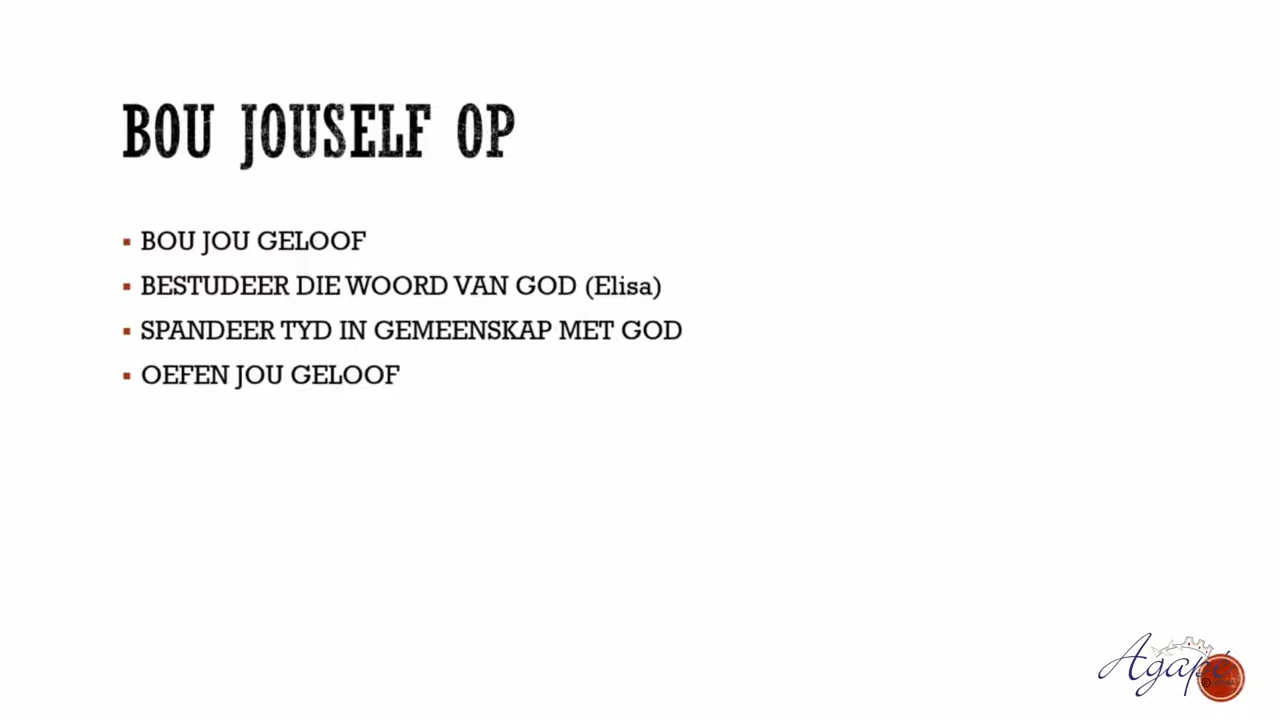 BOU JOUSELF OP
BOU JOU GELOOF
BESTUDEER DIE WOORD VAN GOD (Elisa)
SPANDEER TYD IN GEMEENSKAP MET GOD
OEFEN JOU GELOOF
Agapé
©